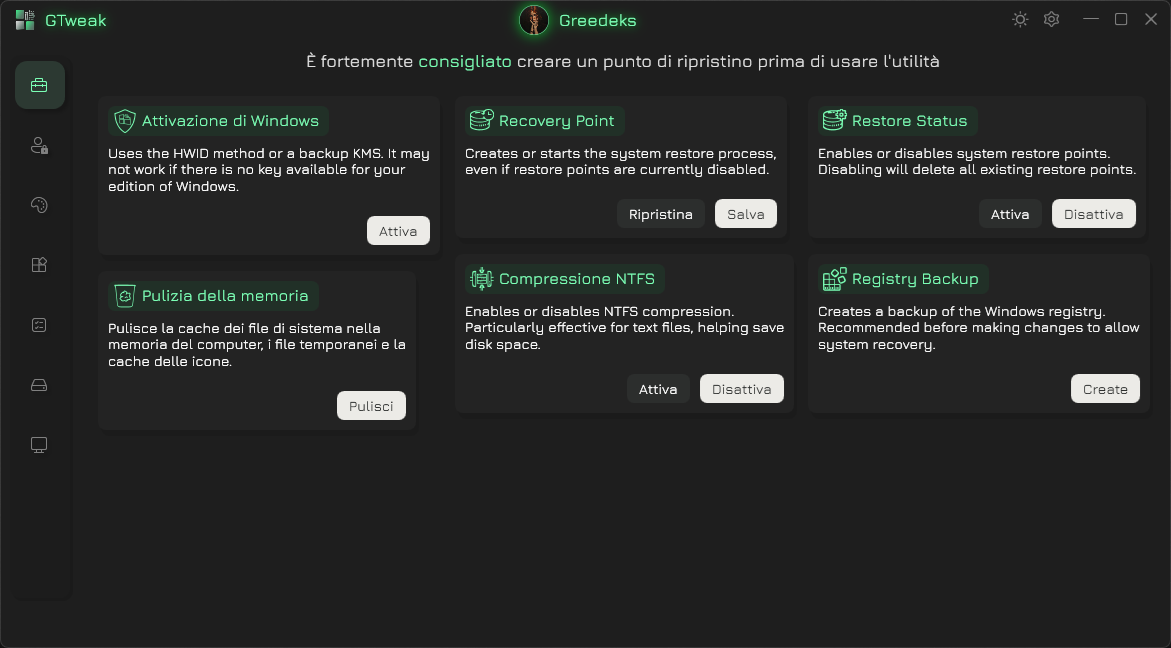 GTweak
Greedeks
È fortemente consigliato creare un punto di ripristino prima di usare l'utilità
Attivazione di Windows
Uses the HWID method or a backup KMS. It may
not work if there is no key available for your
edition of Windows.
Attiva
Recovery Point
Creates or starts the system restore process,
even if restore points are currently disabled.
Ripristina
Salva
Restore Status
Enables or disables system restore points.
Disabling will delete all existing restore points.
Attiva
Disattiva
Pulizia della memoria
Pulisce la cache dei file di sistema nella
memoria del computer, i file temporanei e la
cache delle icone.
Pulisci
Compressione NTFS
Enables or disables NTFS compression.
Particularly effective for text files, helping save
disk space.
Attiva
Disattiva
Registry Backup
Creates a backup of the Windows registry.
Recommended before making changes to allow
system recovery.
Create